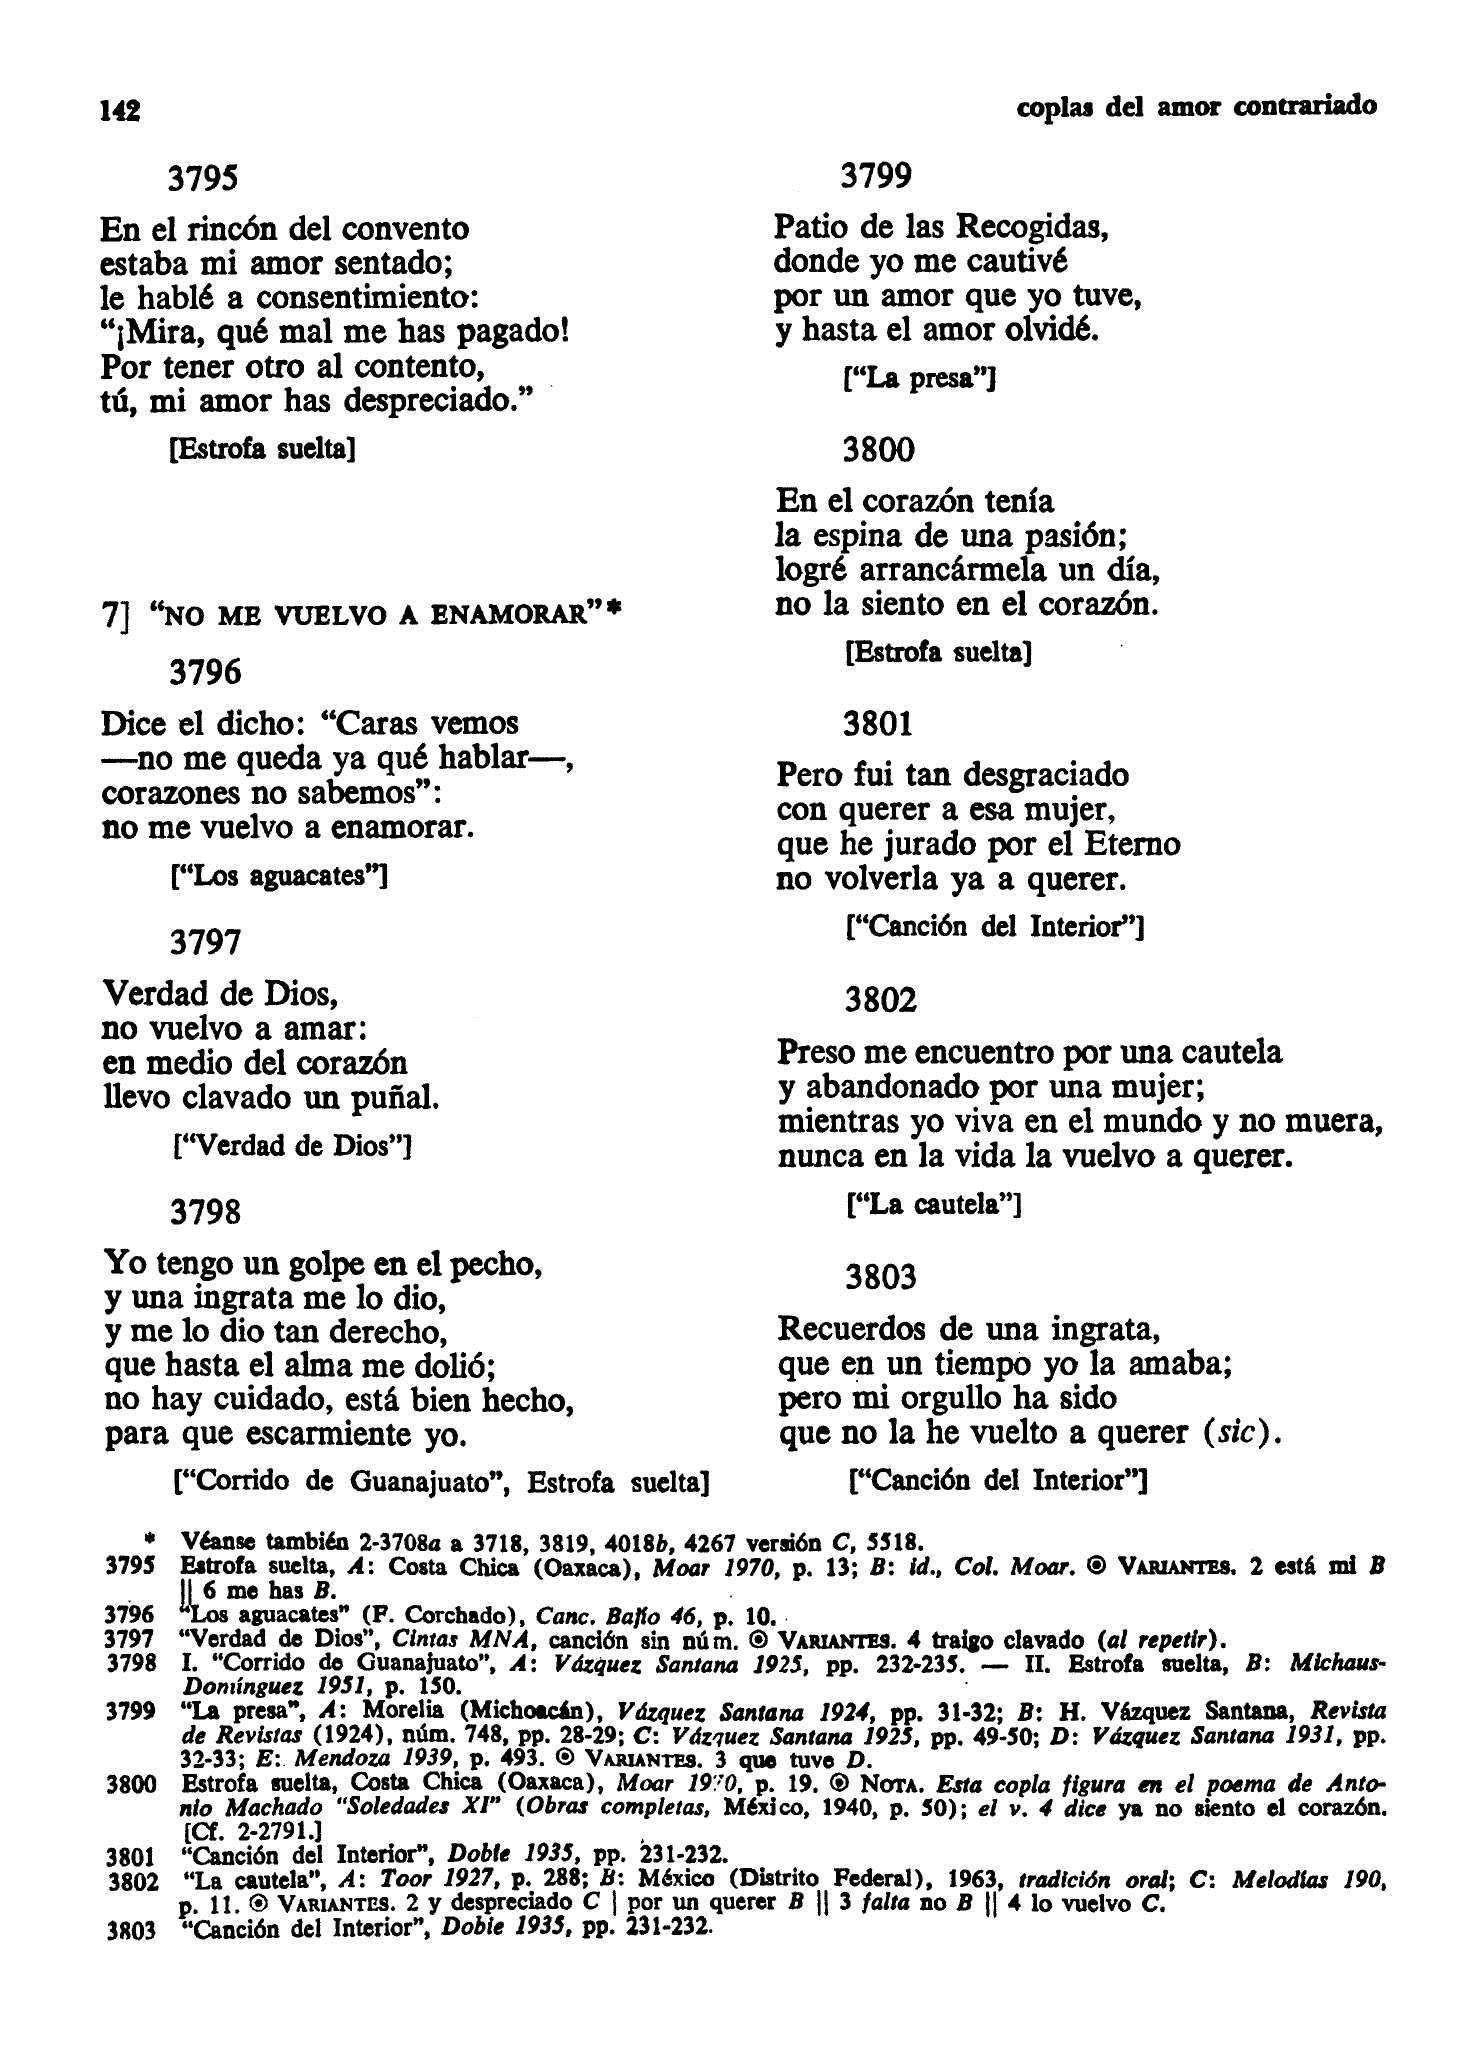 142
coplas del amor contrariado
3795
En el rincón del convento
estaba mi amor sentado;
le hablé a consentimiento:
“¡Mira, qué mal me has pagado!
Por tener otro al contento,
tú, mi amor has despreciado.”
[Estrofa suelta]
7] “NO ME VUELVO A ENAMORAR”*
3796
Dice el dicho: “Caras vemos
—no me queda ya qué hablar—,
corazones no sabemos”:
no me vuelvo a enamorar.
[“Los aguacates”]
3797
Verdad de Dios,
no vuelvo a amar:
en medio del corazón
llevo clavado un puñal.
[“Verdad de Dios”]
3798
Yo tengo un golpe en el pecho,
y una ingrata me lo dio,
y me lo dio tan derecho,
que hasta el alma me dolió;
no hay cuidado, está bien hecho,
para que escarmiente yo.
[“Corrido de Guanajuato”, Estrofa suelta]
3799
Patio de las Recogidas,
donde yo me cautivé
por un amor que yo tuve,
y hasta el amor olvidé.
[“La presa”]
3800
En el corazón tenía
la espina de una pasión;
logré arrancármela un día,
no la siento en el corazón.
[Estrofa suelta]
3801
Pero fui tan desgraciado
con querer a esa mujer,
que he jurado por el Eterno
no volverla ya a querer.
[“Canción del Interior”]
3802
Preso me encuentro por una cautela
y abandonado por una mujer;
mientras yo viva en el mundo y no muera,
nunca en la vida la vuelvo a querer.
[“La cautela”]
3803
Recuerdos de una ingrata,
que en un tiempo yo la amaba;
pero mi orgullo ha sido
que no la he vuelto a querer (sic).
[“Canción del Interior”]
* Véanse también 2-3708a a 3718, 3819, 4018b, 4267 versión C, 5518.
3795 Estrofa suelta, A: Costa Chica (Oaxaca), Moar 1970, p. 13; B: id., Col. Moar. ⊙ VARIANTES. 2 está mi B
|| 6 me has B.
3796 “Los aguacates” (F. Corchado), Canc. Bajío 46, p. 10.
3797 “Verdad de Dios”, Cintas MNA, canción sin núm. ⊙ VARIANTES. 4 traigo clavado (al repetir).
3798 I. “Corrido de Guanajuato”, A: Vázquez Santana 1925, pp. 232-235. — II. Estrofa suelta, B: Michaus-
Domínguez 1951, p. 150.
3799 “La presa”, A: Morelia (Michoacán), Vázquez Santana 1924, pp. 31-32; B: H. Vázquez Santana, Revista
de Revistas (1924), núm. 748, pp. 28-29; C: Vázquez Santana 1925, pp. 49-50; D: Vázquez Santana 1931, pp.
32-33; E: Mendoza 1939, p. 493. ⊙ VARIANTES. 3 que tuve D.
3800 Estrofa suelta, Costa Chica (Oaxaca), Moar 1970, p. 19. ⊙ NOTA. Esta copla figura en el poema de Anto-
nio Machado "Soledades XI" (Obras completas, México, 1940, p. 50); el v. 4 dice ya no siento el corazón.
[Cf. 2-2791.]
3801 “Canción del Interior”, Dobie 1935, pp. 231-232.
3802 “La cautela”, A: Toor 1927, p. 288; B: México (Distrito Federal), 1963, tradición oral; C: Melodías 190,
p. 11. ⊙ VARIANTES. 2 y despreciado C | por un querer B || 3 falta no B || 4 lo vuelvo C.
3803 “Canción del Interior”, Dobie 1935, pp. 231-232.